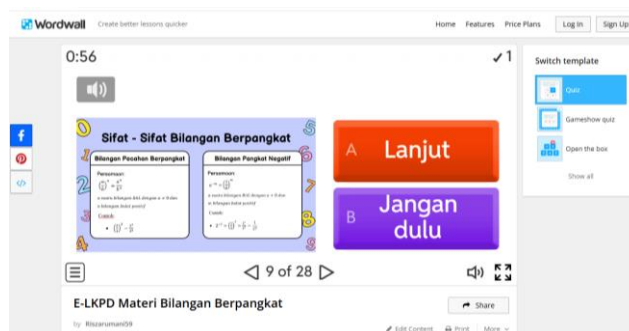 Wordwall Create better lessons quicker Home Features Price Plans Log In Sign Up
0:56 ✓1
Switch template
Quiz
Gameshow quiz
Open the box
Show all
Sifat - Sifat Bilangan Berpangkat
Bilangan Pecahan Berpangkat Bilangan Pangkat Negatif
Persamaan: Persamaan:
Contoh: Contoh:
A Lanjut
B Jangan
dulu
9 of 28
E-LKPD Materi Bilangan Berpangkat
Share
by Riszarumani59
Edit Content Print More